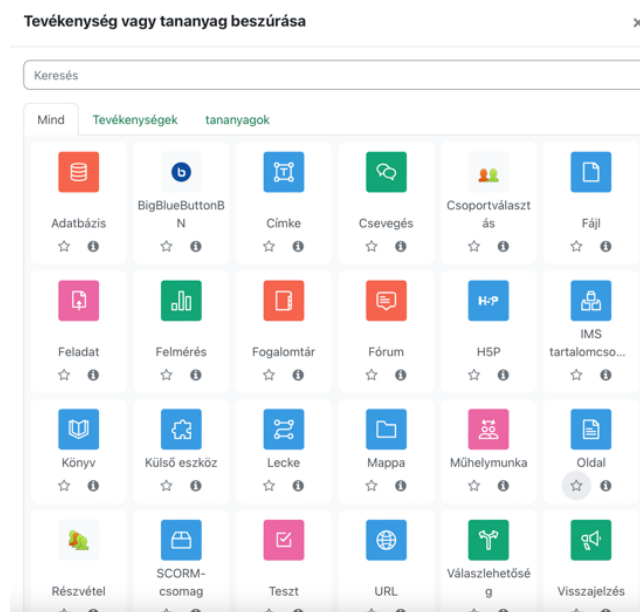 Tevékenység vagy tananyag beszúrása
Keresés
Mind Tevékenységek tananyagok
Adatbázis
BigBlueButtonB
N
Címke
Csevegés
Csoportválaszt
ás
Fájl
Feladat
Felmérés
Fogalomtár
Fórum
H-P
H5P
IMS
tartalomcso...
Könyv
Külső eszköz
Lecke
Mappa
Műhelymunka
Oldal
Részvétel
SCORM-
csomag
Teszt
URL
Válaszlehetősé
g
Visszajelzés